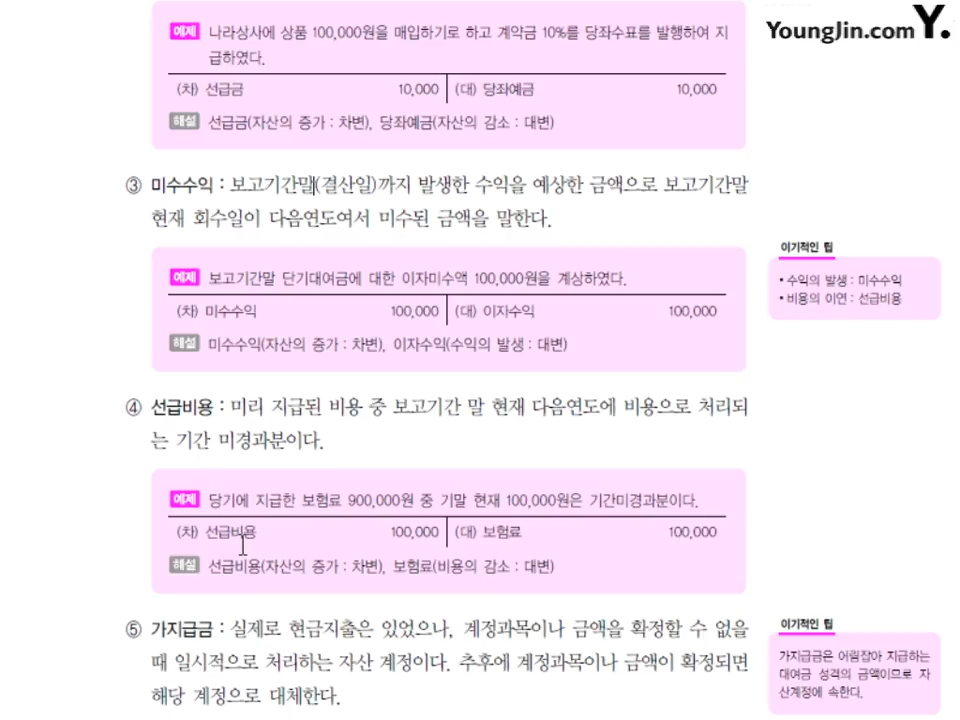 YoungJin.com Y.
예제 나라상사에 상품 100,000원을 매입하기로 하고 계약금 10%를 당좌수표를 발행하여 지
급하였다.
(차) 선급금 10,000 (대) 당좌예금 10,000
해설 선급금(자산의 증가 : 차변), 당좌예금(자산의 감소 : 대변)
③ 미수수익 : 보고기간말(결산일)까지 발생한 수익을 예상한 금액으로 보고기간말
현재 회수일이 다음연도여서 미수된 금액을 말한다.
이기적인 팁
• 수익의 발생 : 미수수익
• 비용의 이연 : 선급비용
예제 보고기간말 단기대여금에 대한 이자미수액 100,000원을 계상하였다.
(차) 미수수익 100,000 (대) 이자수익 100,000
해설 미수수익(자산의 증가 : 차변), 이자수익(수익의 발생 : 대변)
④ 선급비용 : 미리 지급된 비용 중 보고기간 말 현재 다음연도에 비용으로 처리되
는 기간 미경과분이다.
예제 당기에 지급한 보험료 900,000원 중 기말 현재 100,000원은 기간미경과분이다.
(차) 선급비용 100,000 (대) 보험료 100,000
해설 선급비용(자산의 증가 : 차변), 보험료(비용의 감소 : 대변)
⑤ 가지급금 : 실제로 현금지출은 있었으나, 계정과목이나 금액을 확정할 수 없을
때 일시적으로 처리하는 자산 계정이다. 추후에 계정과목이나 금액이 확정되면
해당 계정으로 대체한다.
이기적인 팁
가지급금은 어림잡아 지급하는
대여금 성격의 금액이므로 자
산계정에 속한다.